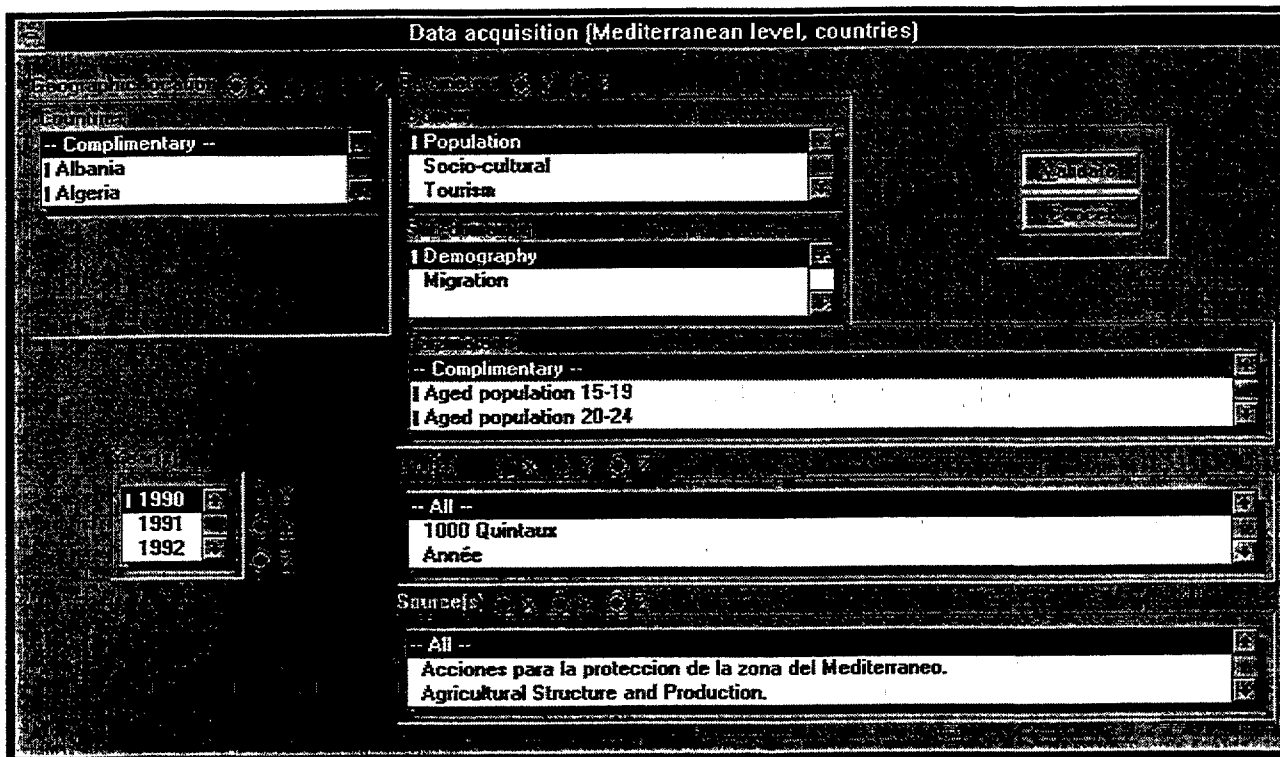 Data acquisition (Mediterranean level, countries)
-- Complimentary --
Albania
Algeria
Population
Socio-cultural
Tourism
Demography
Migration
-- Complimentary --
Aged population 15-19
Aged population 20-24
1990
1991
1992
-- All --
1000 Quintaux
Année
Source(s)
-- All --
Acciones para la proteccion de la zona del Mediterraneo.
Agricultural Structure and Production.